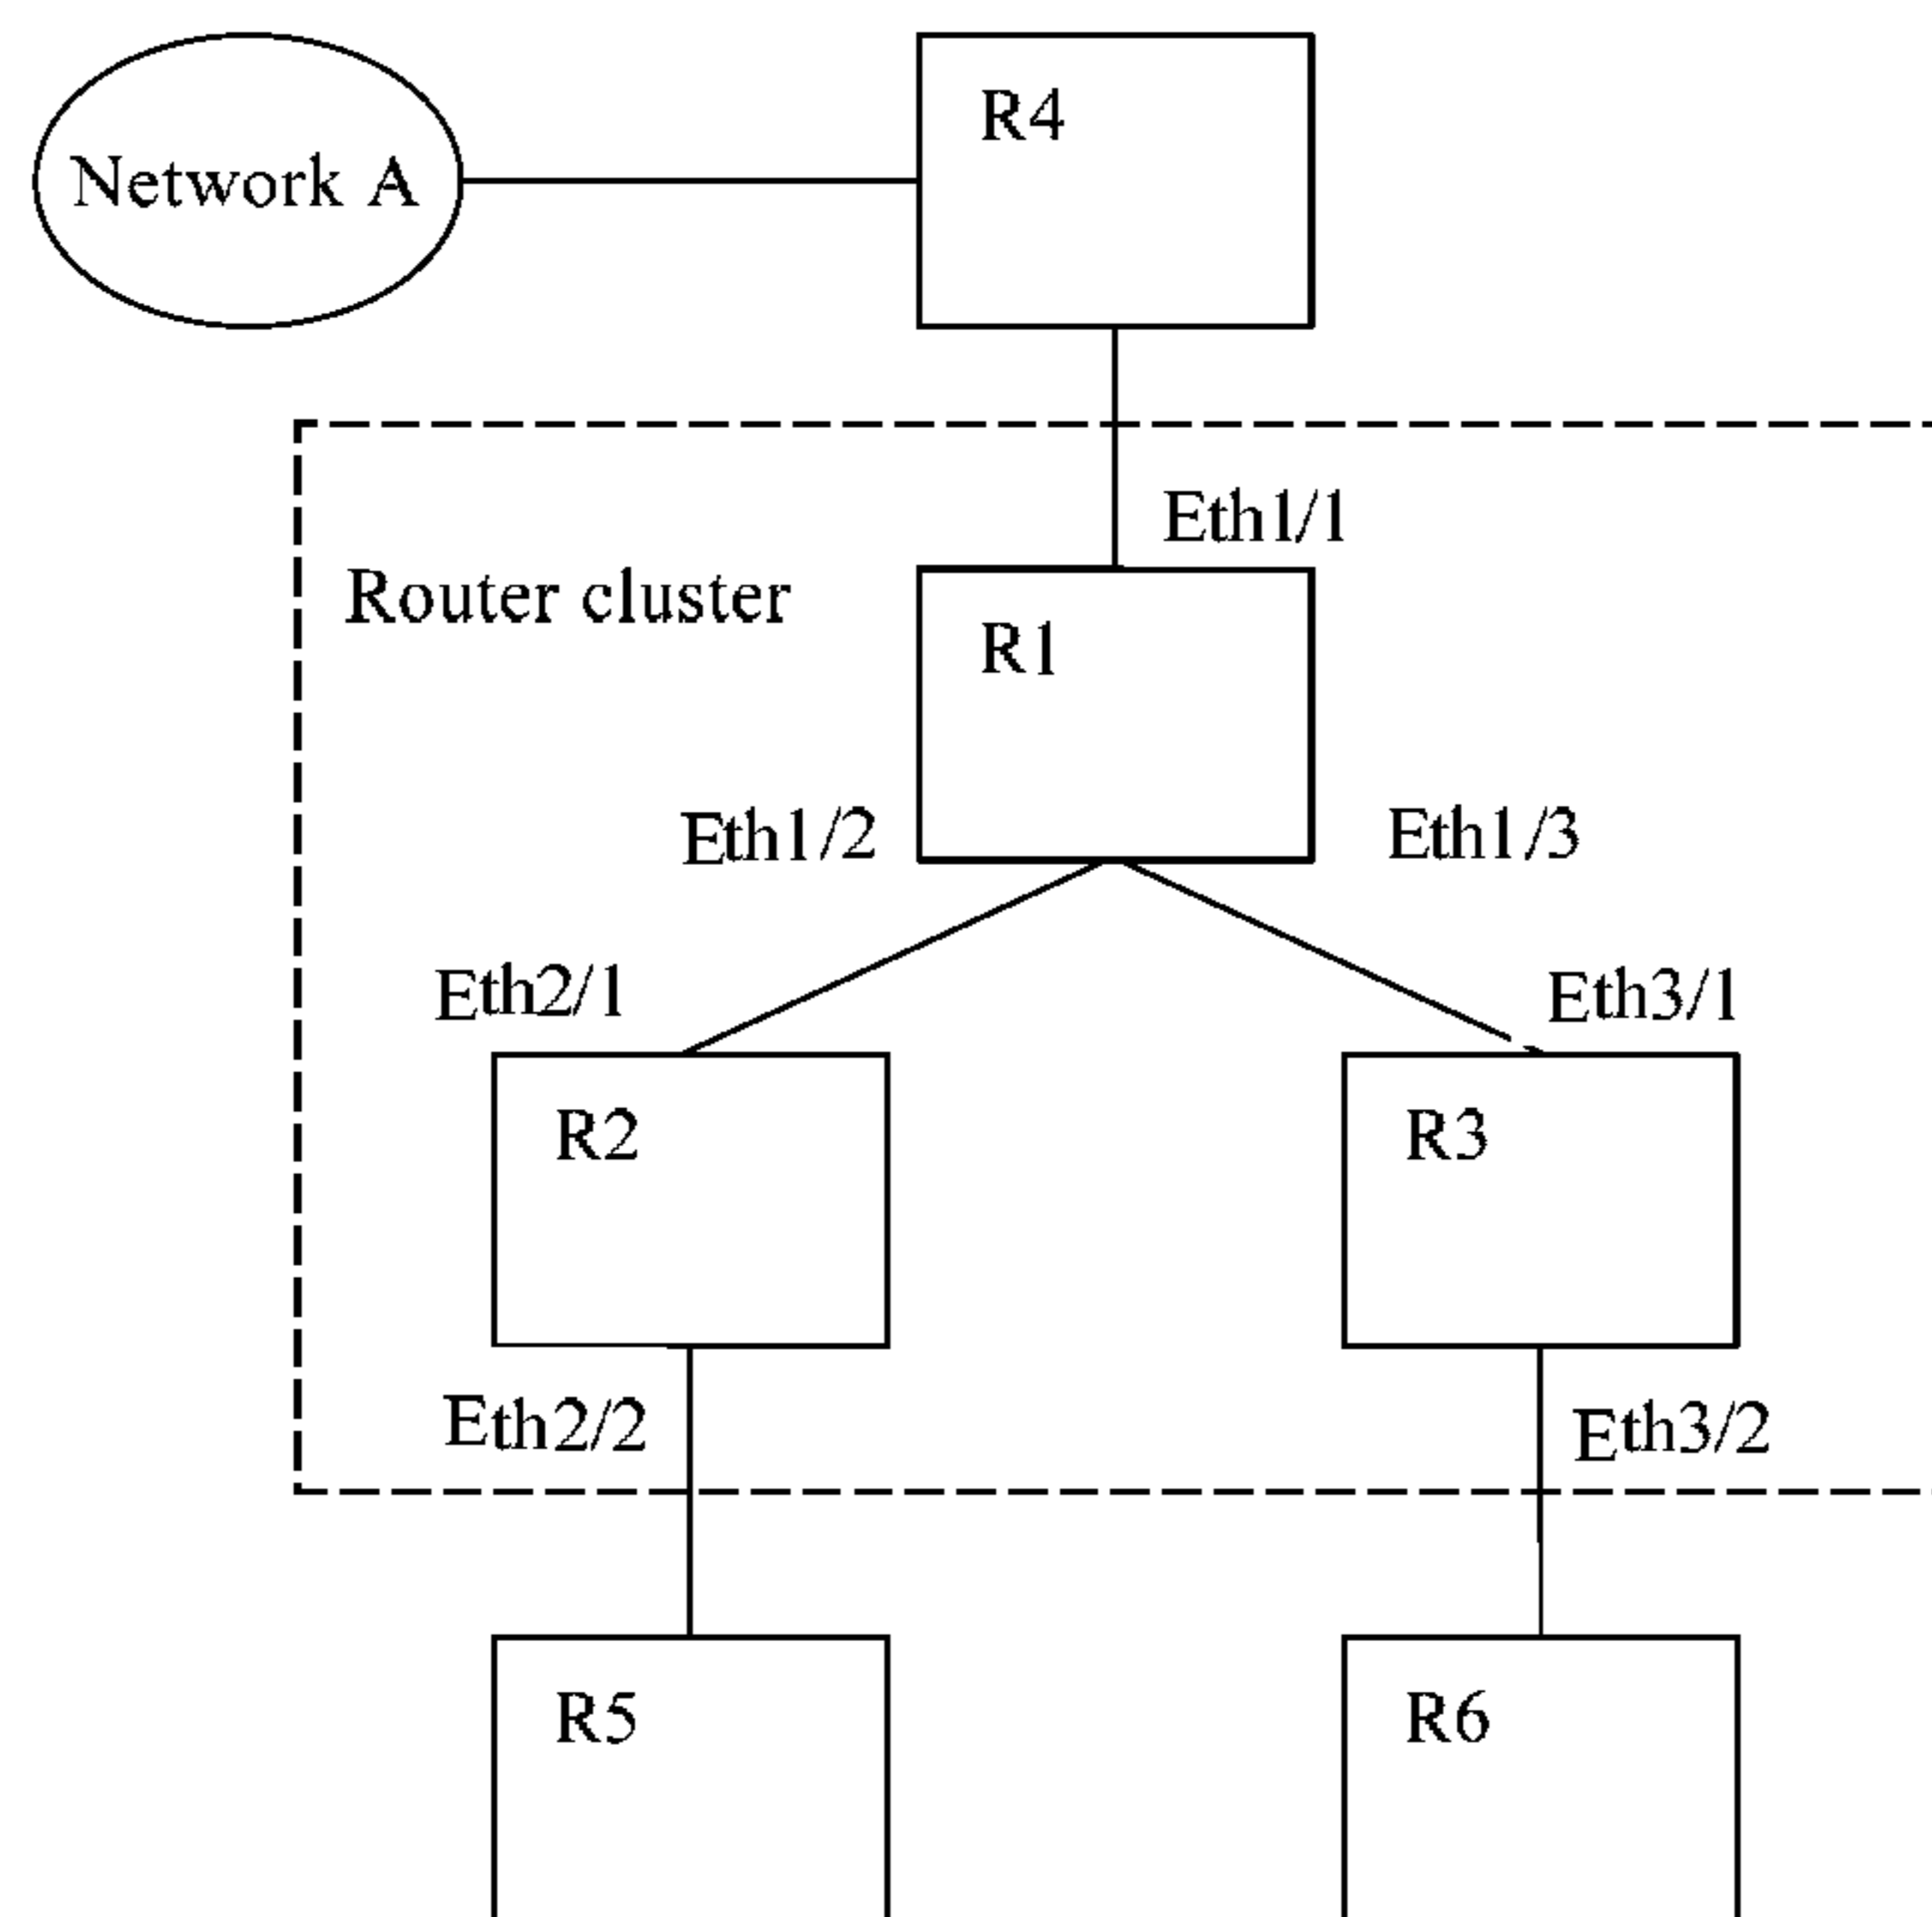 R4
Network A
Eth1/1
Router cluster
R1
Eth1/2
Eth1/3
Eth2/1
Eth3/1
R2
R3
Eth2/2
Eth3/2
R5
R6